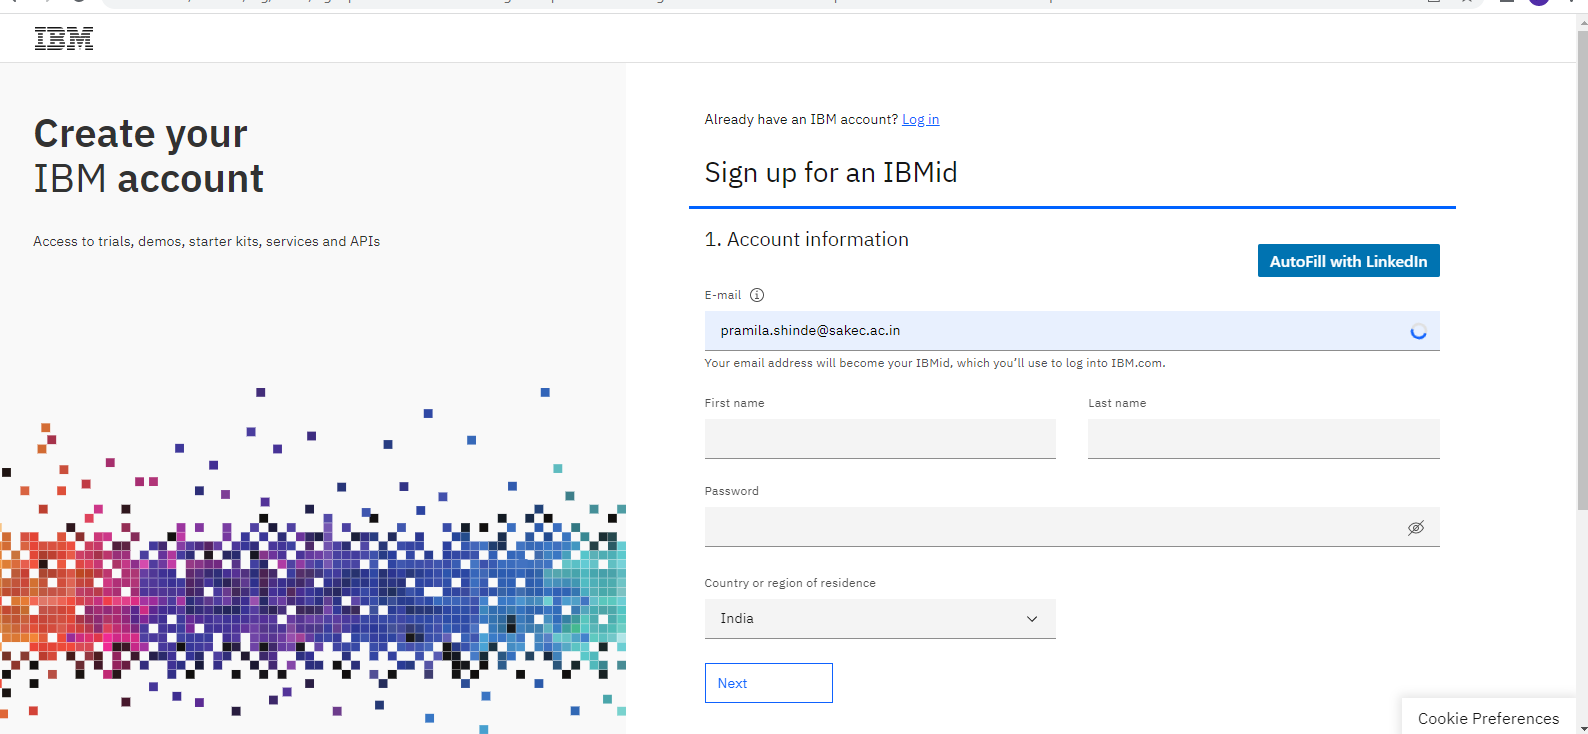 IBM
Create your
IBM account
Access to trials, demos, starter kits, services and APIs
Already have an IBM account? Log in
Sign up for an IBMid
1. Account information
AutoFill with LinkedIn
E-mail
pramila.shinde@sakec.ac.in
Your email address will become your IBMid, which you’ll use to log into IBM.com.
First name
Last name
Password
Country or region of residence
India
Next
Cookie Preferences